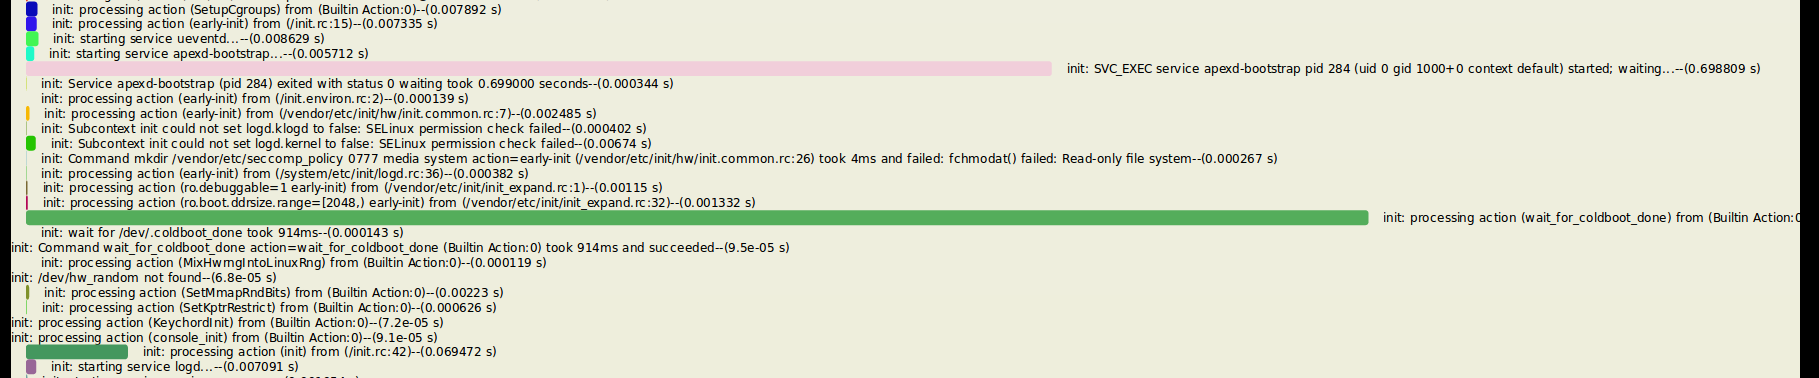 init: processing action (SetupCgroups) from (Builtin Action:0)--(0.007892 s)
init: processing action (early-init) from (/init.rc:15)--(0.007335 s)
init: starting service ueventd...--(0.008629 s)
init: starting service apexd-bootstrap...--(0.005712 s)
init: SVC_EXEC service apexd-bootstrap pid 284 (uid 0 gid 1000+0 context default) started; waiting...--(0.698809 s)
init: Service apexd-bootstrap (pid 284) exited with status 0 waiting took 0.699000 seconds--(0.000344 s)
init: processing action (early-init) from (/init.environ.rc:2)--(0.000139 s)
init: processing action (early-init) from (/vendor/etc/init/hw/init.common.rc:7)--(0.002485 s)
init: Subcontext init could not set logd.klogd to false: SELinux permission check failed--(0.000402 s)
init: Subcontext init could not set logd.kernel to false: SELinux permission check failed--(0.00674 s)
init: Command mkdir /vendor/etc/seccomp_policy 0777 media system action=early-init (/vendor/etc/init/hw/init.common.rc:26) took 4ms and failed: fchmodat() failed: Read-only file system--(0.000267 s)
init: processing action (early-init) from (/system/etc/init/logd.rc:36)--(0.000382 s)
init: processing action (ro.debuggable=1 early-init) from (/vendor/etc/init/init_expand.rc:1)--(0.00115 s)
init: processing action (ro.boot.ddrsize.range=[2048,) early-init) from (/vendor/etc/init/init_expand.rc:32)--(0.001332 s)
init: processing action (wait_for_coldboot_done) from (Builtin Action:0
init: wait for /dev/.coldboot_done took 914ms--(0.000143 s)
init: Command wait_for_coldboot_done action=wait_for_coldboot_done (Builtin Action:0) took 914ms and succeeded--(9.5e-05 s)
init: processing action (MixHwrngIntoLinuxRng) from (Builtin Action:0)--(0.000119 s)
init: /dev/hw_random not found--(6.8e-05 s)
init: processing action (SetMmapRndBits) from (Builtin Action:0)--(0.00223 s)
init: processing action (SetKptrRestrict) from (Builtin Action:0)--(0.000626 s)
init: processing action (KeychordInit) from (Builtin Action:0)--(7.2e-05 s)
init: processing action (console_init) from (Builtin Action:0)--(9.1e-05 s)
init: processing action (init) from (/init.rc:42)--(0.069472 s)
init: starting service logd...--(0.007091 s)